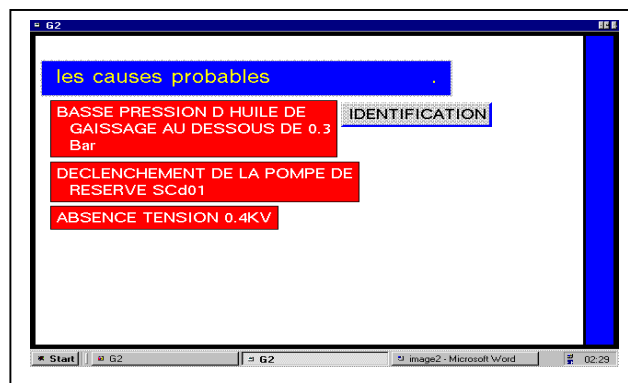 G2
les causes probables .
BASSE PRESSION D HUILE DE
GAISSAGE AU DESSOUS DE 0.3
Bar
IDENTIFICATION
DECLENCHEMENT DE LA POMPE DE
RESERVE SCd01
ABSENCE TENSION 0.4KV
Start G2 G2 image2 - Microsoft Word 02:29